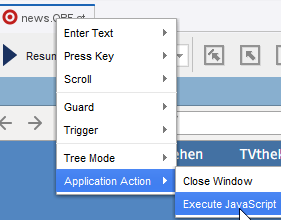 news.ORF.at
Resum
Enter Text
Press Key
Scroll
Guard
Trigger
Tree Mode
Application Action
Close Window
Execute JavaScript
ehen
TVthek